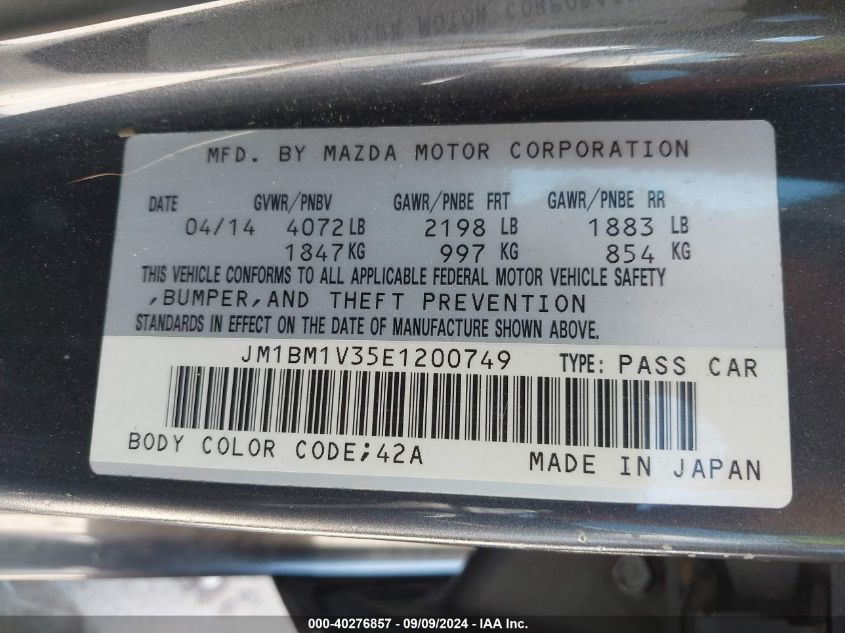 MFD. BY MAZDA MOTOR CORPORATION
DATE GVWR/PNBV GAWR/PNBE FRT GAWR/PNBE RR
04/14 4072LB 2198 LB 1883 LB
1847KG 997 KG 854 KG
THIS VEHICLE CONFORMS TO ALL APPLICABLE FEDERAL MOTOR VEHICLE SAFETY
,BUMPER,AND THEFT PREVENTION
STANDARDS IN EFFECT ON THE DATE OF MANUFACTURE SHOWN ABOVE.
JM1BM1V35E1200749 TYPE: PASS CAR
BODY COLOR CODE;42A MADE IN JAPAN
000-40276857 - 09/09/2024 - IAA Inc.